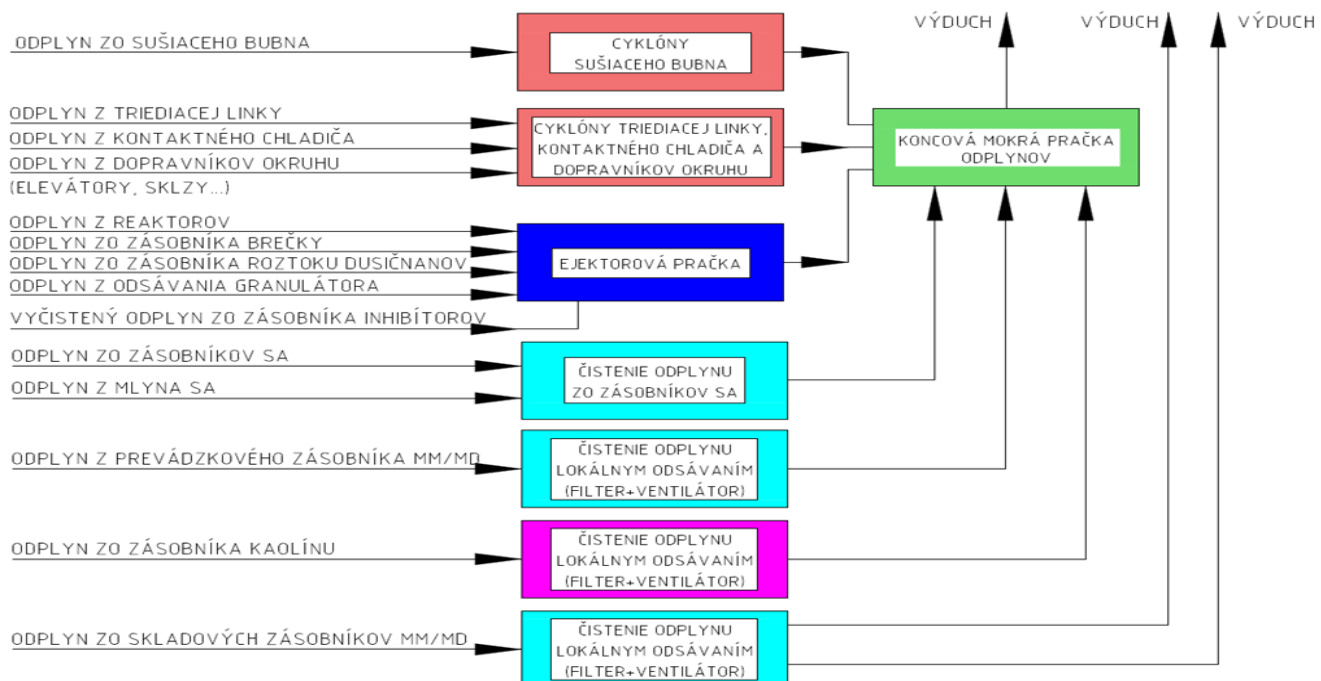 VÝDUCH
VÝDUCH
VÝDUCH
ODPLYN ZO SUŠIACEHO BUBNA
CYKLÓNY
SUŠIACEHO BUBNA
ODPLYN Z TRIEDIACEJ LINKY
ODPLYN Z KONTAKTNÉHO CHLADIČA
ODPLYN Z DOPRAVNÍKOV OKRUHU
(ELEVÁTORY, SKLZY...)
CYKLÓNY TRIEDIACEJ LINKY,
KONTAKTNÉHO CHLADIČA A
DOPRAVNÍKOV OKRUHU
KONCOVÁ MOKRÁ PRAČKA
ODPLYNOV
ODPLYN Z REAKTOROV
ODPLYN ZO ZÁSOBNÍKA BREČKY
ODPLYN ZO ZÁSOBNÍKA ROZTOKU DUSIČNANOV
ODPLYN Z ODSÁVANIA GRANULÁTORA
VYČISTENÝ ODPLYN ZO ZÁSOBNÍKA INHIBÍTOROV
EJEKTOROVÁ PRAČKA
ODPLYN ZO ZÁSOBNÍKOV SA
ODPLYN Z MLYNA SA
ČISTENIE ODPLYNU
ZO ZÁSOBNÍKOV SA
ODPLYN Z PREVÁDZKOVÉHO ZÁSOBNÍKA MM/MD
ČISTENIE ODPLYNU
LOKÁLNYM ODSÁVANÍM
(FILTER+VENTILÁTOR)
ODPLYN ZO ZÁSOBNÍKA KAOLÍNU
ČISTENIE ODPLYNU
LOKÁLNYM ODSÁVANÍM
(FILTER+VENTILÁTOR)
ODPLYN ZO SKLADOVÝCH ZÁSOBNÍKOV MM/MD
ČISTENIE ODPLYNU
LOKÁLNYM ODSÁVANÍM
(FILTER+VENTILÁTOR)